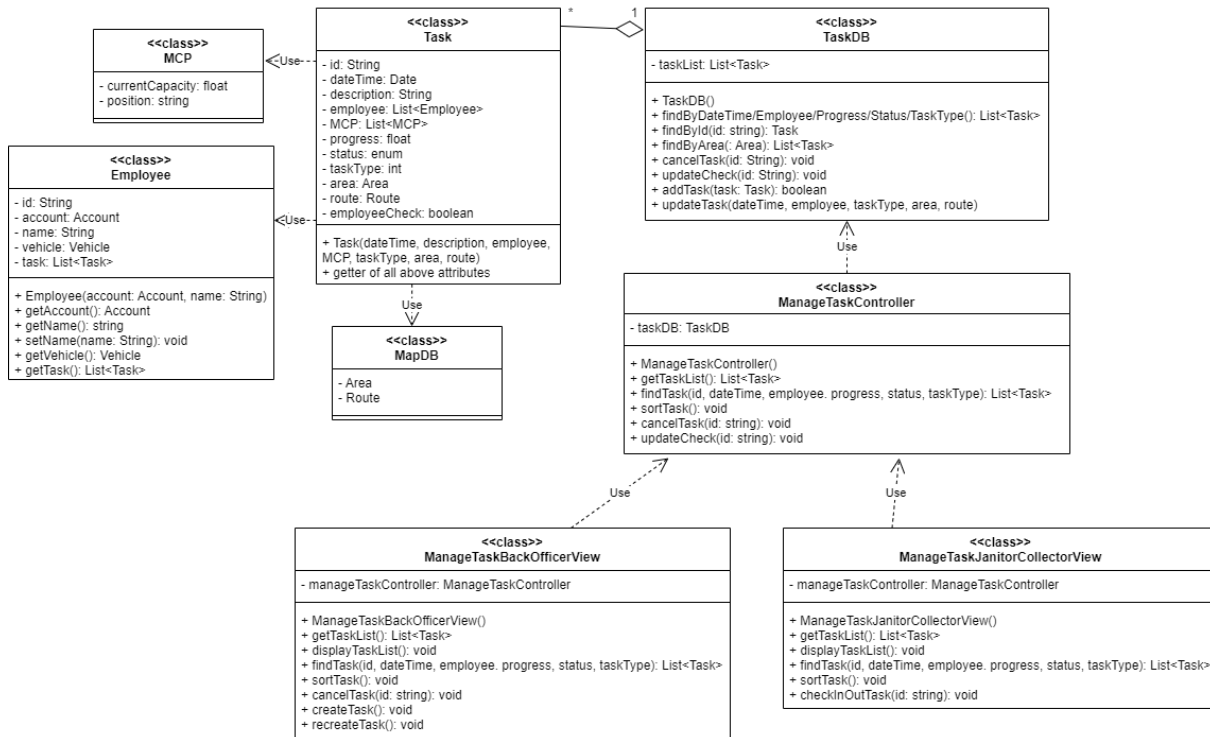 <<class>>
MCP
- currentCapacity: float
- position: string
Use
<<class>>
Task
- id: String
- dateTime: Date
- description: String
- employee: List<Employee>
- MCP: List<MCP>
- progress: float
- status: enum
- taskType: int
- area: Area
- route: Route
- employeeCheck: boolean
+ Task(dateTime, description, employee,
MCP, taskType, area, route)
+ getter of all above attributes
*
1
<<class>>
TaskDB
- taskList: List<Task>
+ TaskDB()
+ findByDateTime/Employee/Progress/Status/TaskType(): List<Task>
+ findById(id: string): Task
+ findByArea(: Area): List<Task>
+ cancelTask(id: String): void
+ updateCheck(id: String): void
+ addTask(task: Task): boolean
+ updateTask(dateTime, employee, taskType, area, route)
<<class>>
Employee
- id: String
- account: Account
- name: String
- vehicle: Vehicle
- task: List<Task>
+ Employee(account: Account, name: String)
+ getAccount(): Account
+ getName(): string
+ setName(name: String): void
+ getVehicle(): Vehicle
+ getTask(): List<Task>
Use
Use
<<class>>
MapDB
- Area
- Route
Use
<<class>>
ManageTaskController
- taskDB: TaskDB
+ ManageTaskController()
+ getTaskList(): List<Task>
+ findTask(id, dateTime, employee. progress, status, taskType): List<Task>
+ sortTask(): void
+ cancelTask(id: string): void
+ updateCheck(id: string): void
Use
Use
<<class>>
ManageTaskBackOfficerView
- manageTaskController: ManageTaskController
+ ManageTaskBackOfficerView()
+ getTaskList(): List<Task>
+ displayTaskList(): void
+ findTask(id, dateTime, employee. progress, status, taskType): List<Task>
+ sortTask(): void
+ cancelTask(id: string): void
+ createTask(): void
+ recreateTask(): void
<<class>>
ManageTaskJanitorCollectorView
- manageTaskController: ManageTaskController
+ ManageTaskJanitorCollectorView()
+ getTaskList(): List<Task>
+ displayTaskList(): void
+ findTask(id, dateTime, employee. progress, status, taskType): List<Task>
+ sortTask(): void
+ checkInOutTask(id: string): void